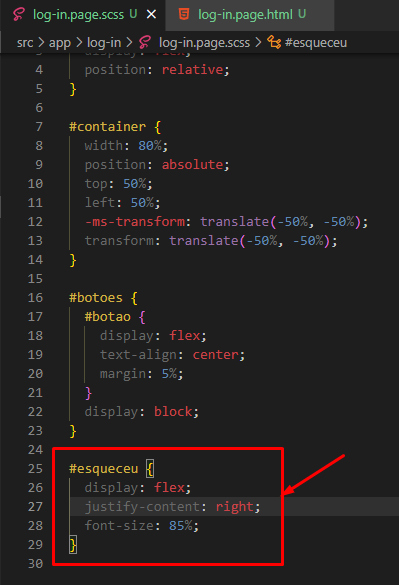 log-in.page.scss U ×
log-in.page.html U
src > app > log-in > log-in.page.scss > #esqueceu
3 display: flex;
4 position: relative;
5 }
6
7 #container {
8 width: 80%;
9 position: absolute;
10 top: 50%;
11 left: 50%;
12 -ms-transform: translate(-50%, -50%);
13 transform: translate(-50%, -50%);
14 }
15
16 #botoes {
17 #botao {
18 display: flex;
19 text-align: center;
20 margin: 5%;
21 }
22 display: block;
23 }
24
25 #esqueceu {
26 display: flex;
27 justify-content: right;
28 font-size: 85%;
29 }
30